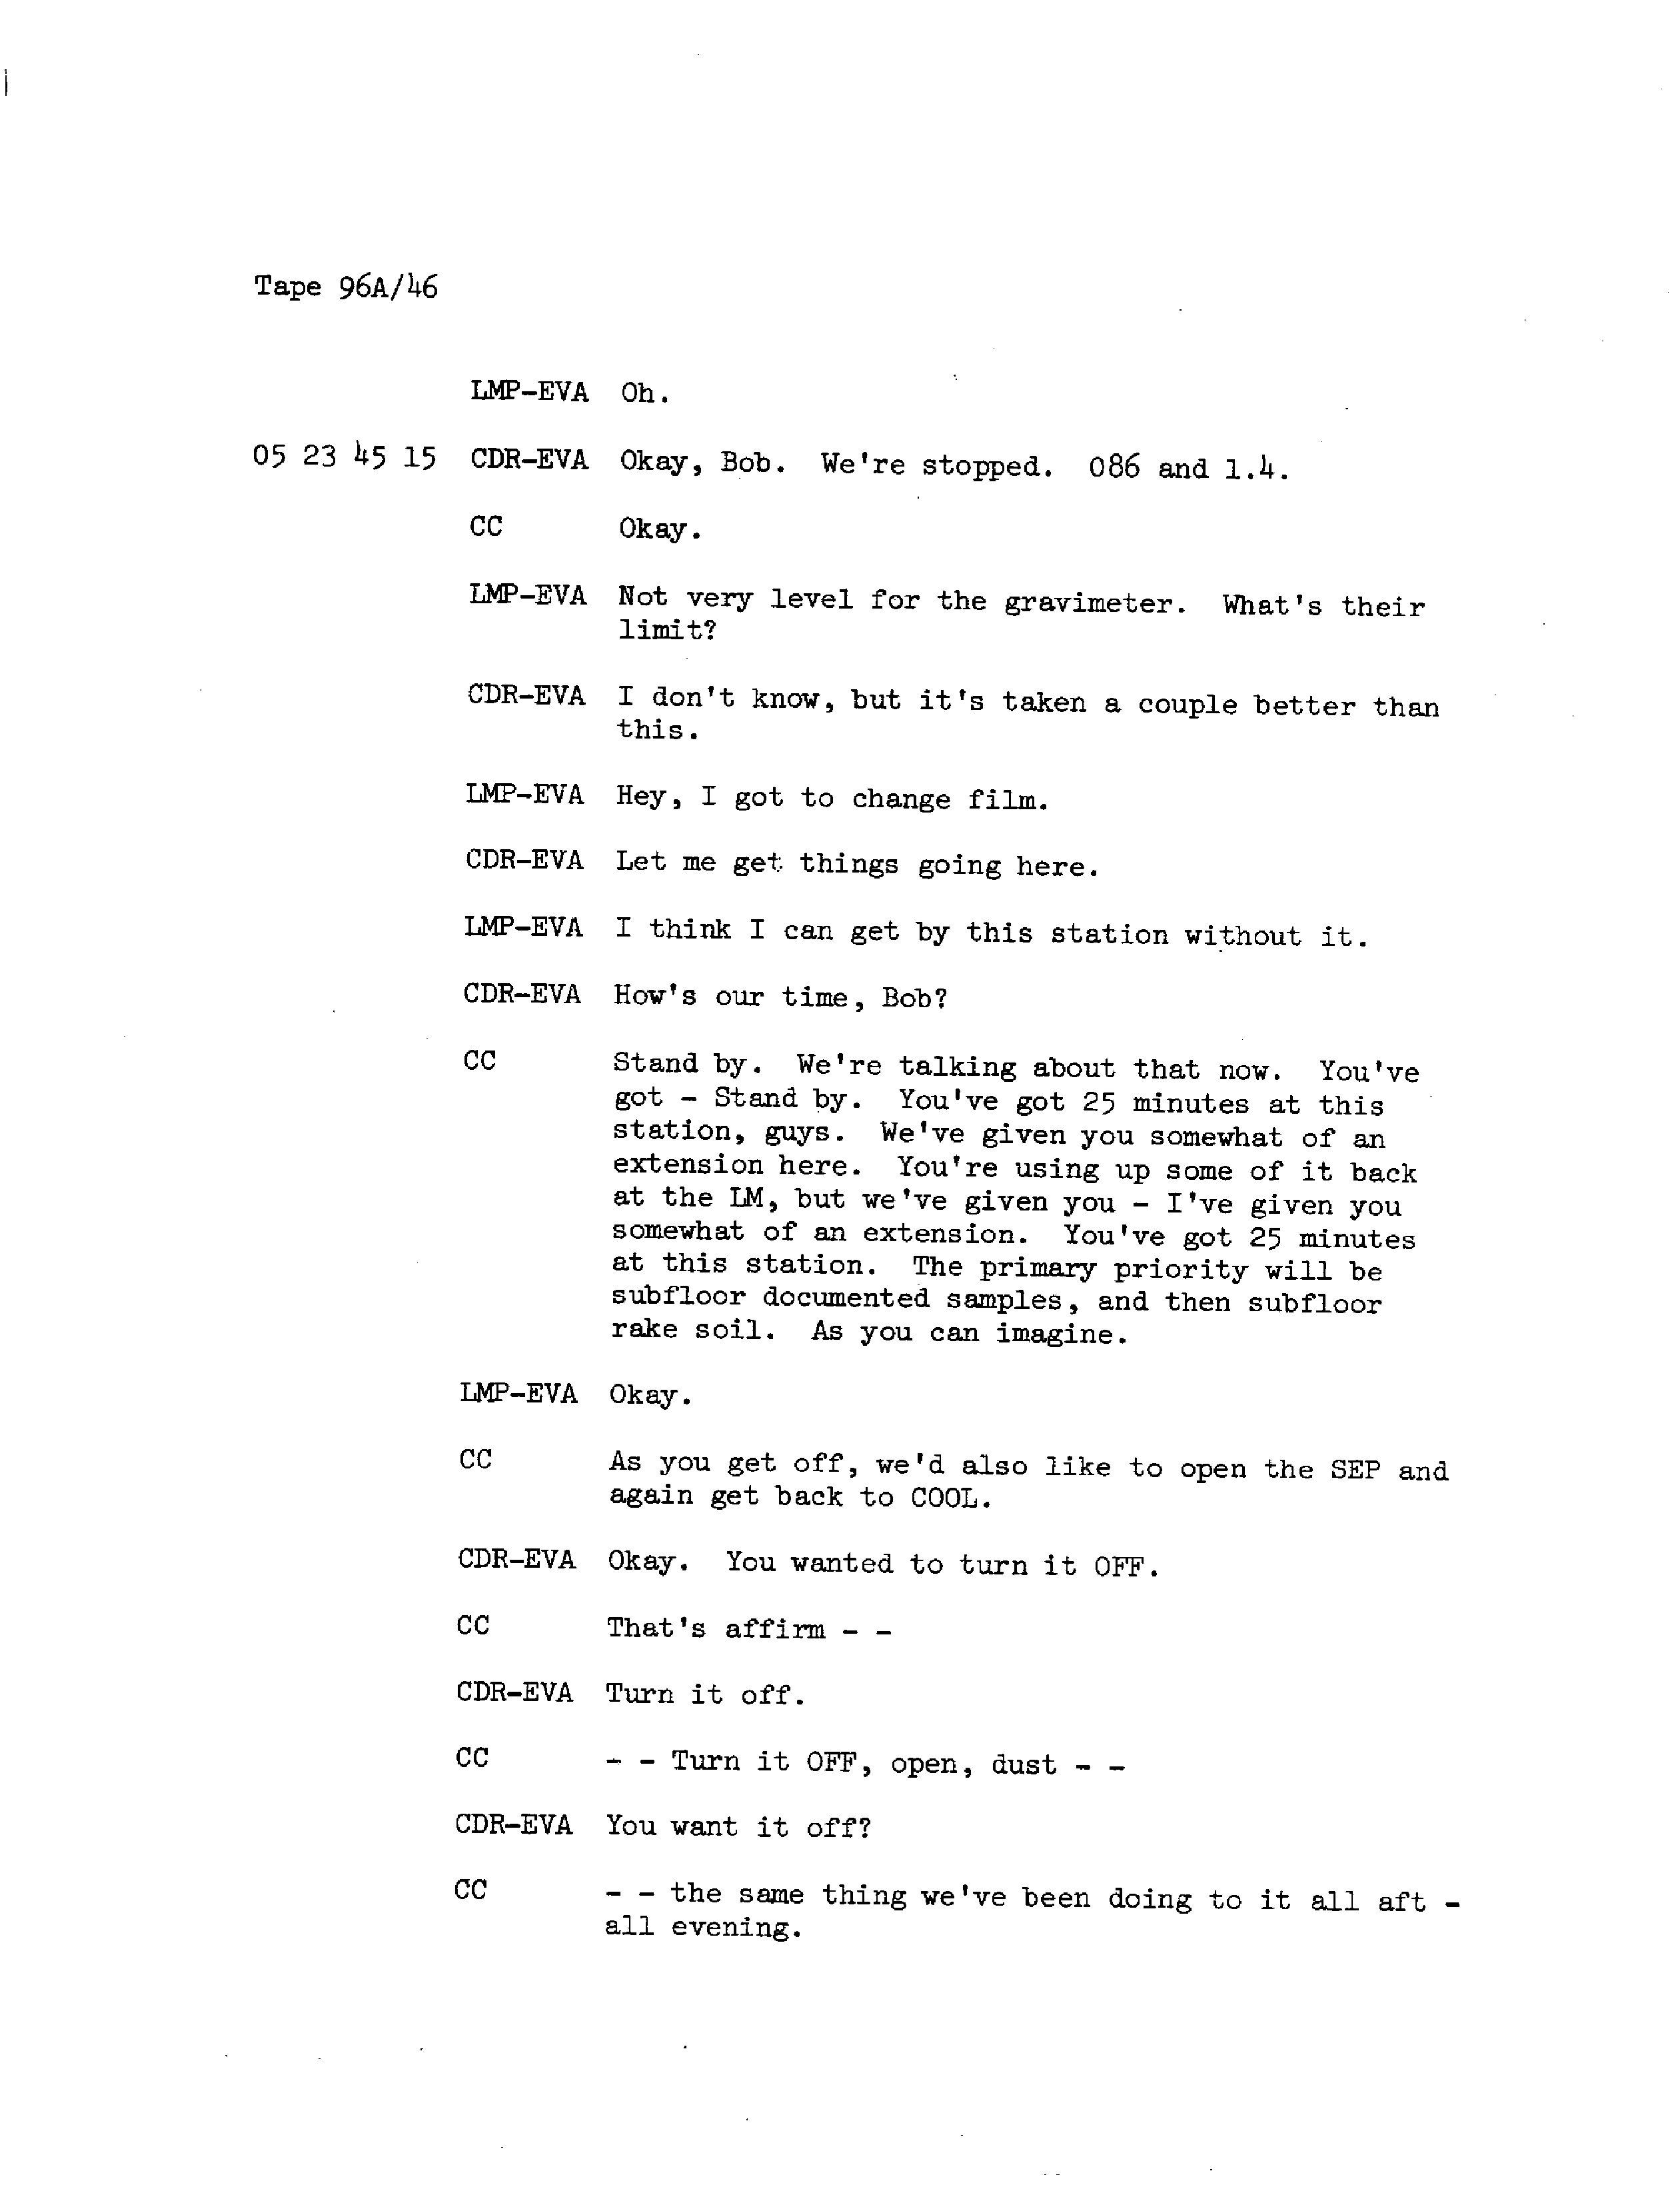 Tape 96A/46
LMP-EVA Oh.
05 23 45 15 CDR-EVA Okay, Bob. We're stopped. 086 and 1.4.
CC Okay.
LMP-EVA Not very level for the gravimeter. What's their
limit?
CDR-EVA I don't know, but it's taken a couple better than
this.
LMP-EVA Hey, I got to change film.
CDR-EVA Let me get things going here.
LMP-EVA I think I can get by this station without it.
CDR-EVA How's our time, Bob?
CC Stand by. We're talking about that now. You've
got - Stand by. You've got 25 minutes at this
station, guys. We've given you somewhat of an
extension here. You're using up some of it back
at the LM, but we've given you - I've given you
somewhat of an extension. You've got 25 minutes
at this station. The primary priority will be
subfloor documented samples, and then subfloor
rake soil. As you can imagine.
LMP-EVA Okay.
CC As you get off, we'd also like to open the SEP and
again get back to COOL.
CDR-EVA Okay. You wanted to turn it OFF.
CC That's affirm - -
CDR-EVA Turn it off.
CC - - Turn it OFF, open, dust - -
CDR-EVA You want it off?
CC - - the same thing we've been doing to it all aft -
all evening.